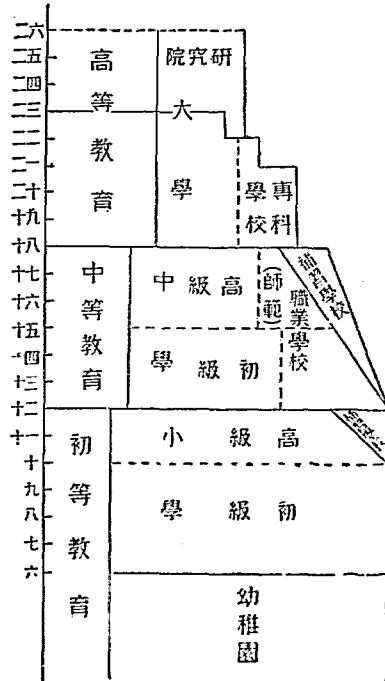 二六
二五
二四
二三
二二
二一
二十
十九
十八
十七
十六
十五
十四
十三
十二
十一
十
九
八
七
六
高等教育
研究院
大學
專科
學校
中等教育
高級中
初級學
(師範)
職業學校
補習學校
初等教育
高級小
初級學
幼稚園